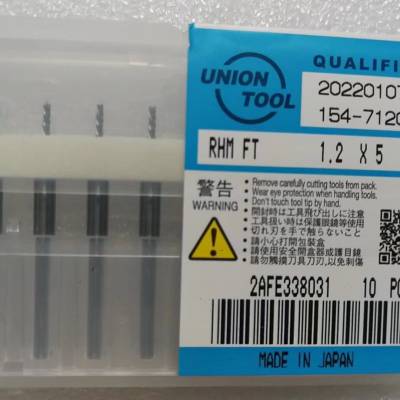 QUALIFI
UNION TOOL
2022010
154-7120
RHM FT 1.2 X 5
警告
WARNING
Remove carefully cutting tools from pack.
Wear eye protection when handling tools.
Don't touch tool tip by hand.
開封時は工具飛び出しに注意
工具扱い時は保護眼鏡等使用
切れ刃を手で触らないこと
請小心打開包裝盒
請使用安全開盒器或護目鏡
請勿觸摸刀具刀刃,以免刺傷
2AFE338031 10 PC
MADE IN JAPAN